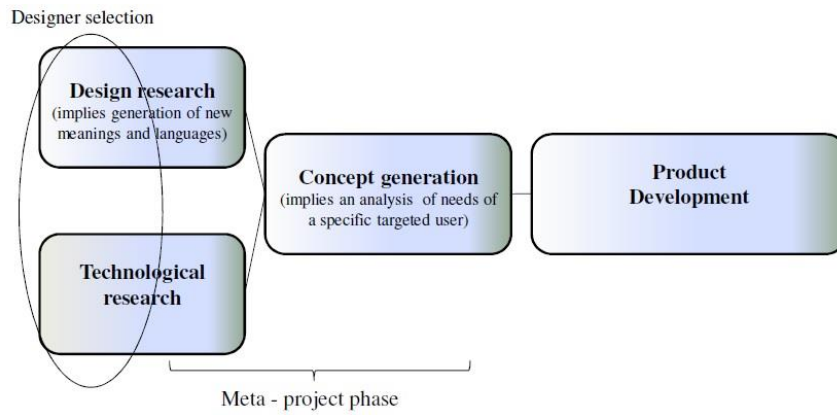 Designer selection
Design research
(implies generation of new
meanings and languages)
Technological
research
Concept generation
(implies an analysis of needs of
a specific targeted user)
Product
Development
Meta - project phase